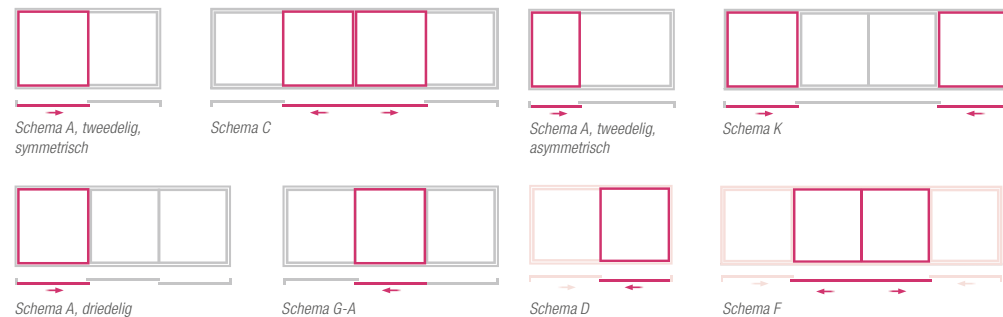 Schema A, tweedelig,
symmetrisch
Schema C
Schema A, tweedelig,
asymmetrisch
Schema K
Schema A, driedelig
Schema G-A
Schema D
Schema F